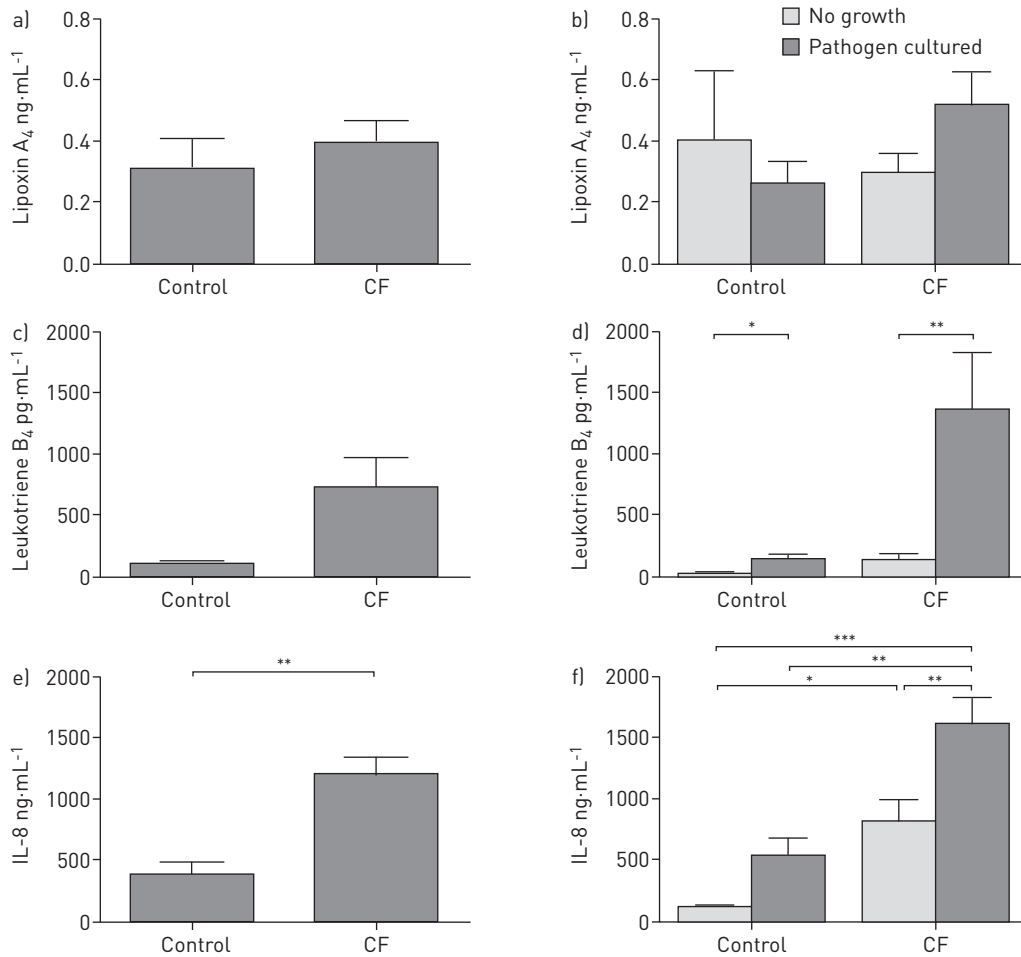 a)
Lipoxin A4 ng·mL-1
0.8
0.6
0.4
0.2
0.0
Control CF
b)
Lipoxin A4 ng·mL-1
0.8
0.6
0.4
0.2
0.0
No growth
Pathogen cultured
Control CF
c)
Leukotriene B4 pg·mL-1
2000
1500
1000
500
0
Control CF
d)
Leukotriene B4 pg·mL-1
2000
1500
1000
500
0
* **
Control CF
e)
IL-8 ng·mL-1
2000
1500
1000
500
0
**
Control CF
f)
IL-8 ng·mL-1
2000
1500
1000
500
0
***
**
* **
Control CF